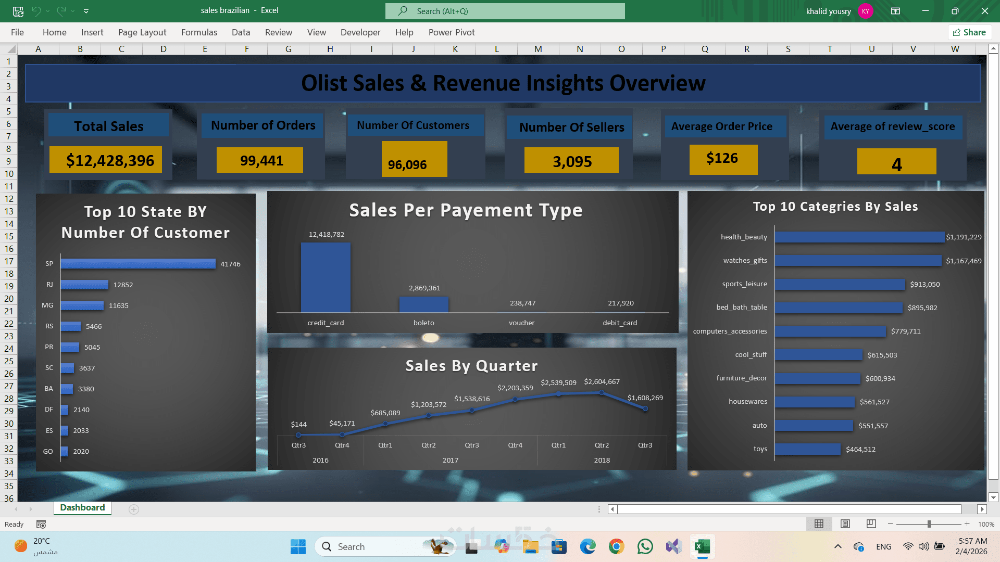 sales brazilian - Excel
Search (Alt+Q)
khalid yousry
KY
File Home Insert Page Layout Formulas Data Review View Developer Help Power Pivot
Share
A B C D E F G H I J K L M N O P Q R S T U V W
1
2
3
4
5
6
7
8
9
10
11
12
13
14
15
16
17
18
19
20
21
22
23
24
25
26
27
28
29
30
31
32
33
34
35
36
Olist Sales & Revenue Insights Overview
Total Sales
$12,428,396
Number of Orders
99,441
Number Of Customers
96,096
Number Of Sellers
3,095
Average Order Price
$126
Average of review_score
4
Top 10 State BY
Number Of Customer
SP 41746
RJ 12852
MG 11635
RS 5466
PR 5045
SC 3637
BA 3380
DF 2140
ES 2033
GO 2020
Sales Per Payement Type
12,418,782
2,869,361
238,747
217,920
credit_card boleto voucher debit_card
Sales By Quarter
$144 $45,171 $685,089 $1,203,572 $1,538,616 $2,203,359 $2,539,509 $2,604,667 $1,608,269
Qtr3 Qtr4 Qtr1 Qtr2 Qtr3 Qtr4 Qtr1 Qtr2 Qtr3
2016 2017 2018
Top 10 Categries By Sales
health_beauty $1,191,229
watches_gifts $1,167,469
sports_leisure $913,050
bed_bath_table $895,982
computers_accessories $779,711
cool_stuff $615,503
furniture_decor $600,934
housewares $561,527
auto $551,557
toys $464,512
Dashboard
Ready
100%
20°C
مشمس
Search
خمسات
ENG
5:57 AM
2/4/2026